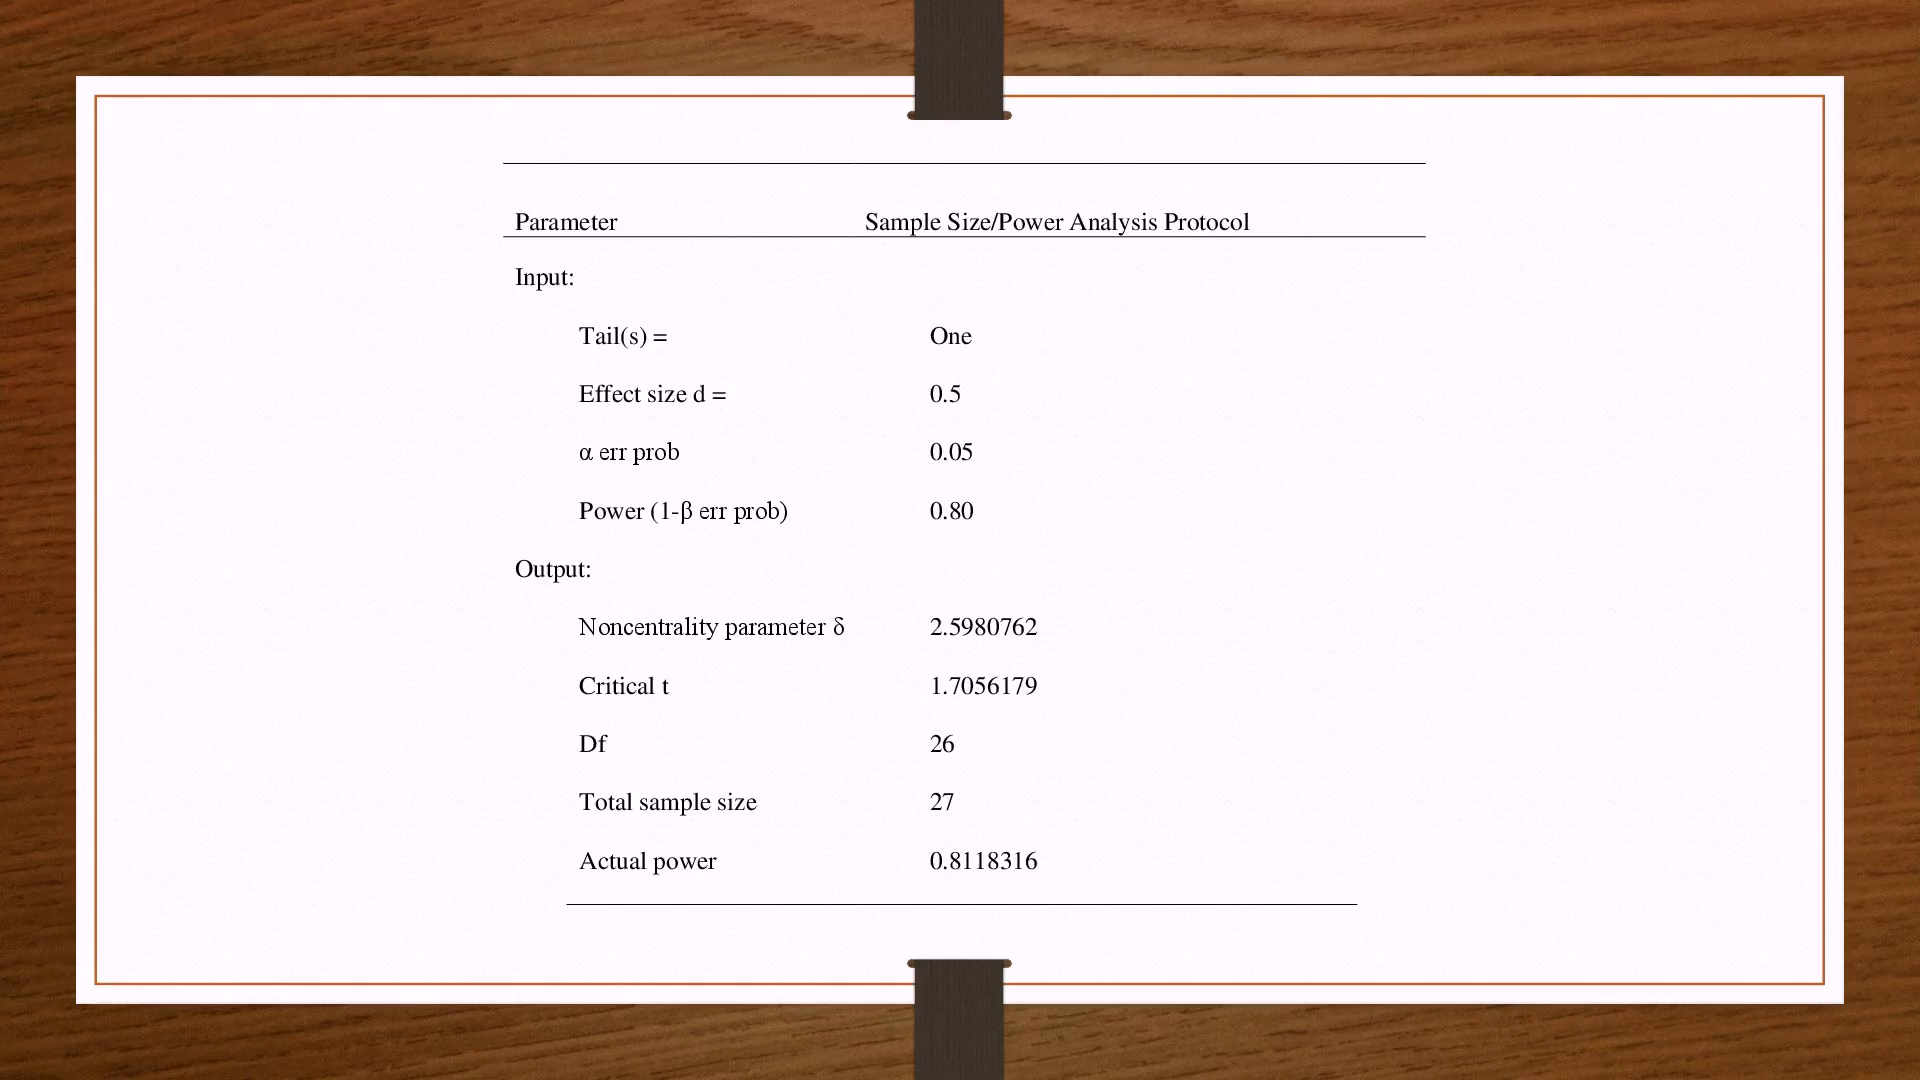 Parameter Sample Size/Power Analysis Protocol
Input:
Tail(s) = One
Effect size d = 0.5
α err prob 0.05
Power (1-β err prob) 0.80
Output:
Noncentrality parameter δ 2.5980762
Critical t 1.7056179
Df 26
Total sample size 27
Actual power 0.8118316